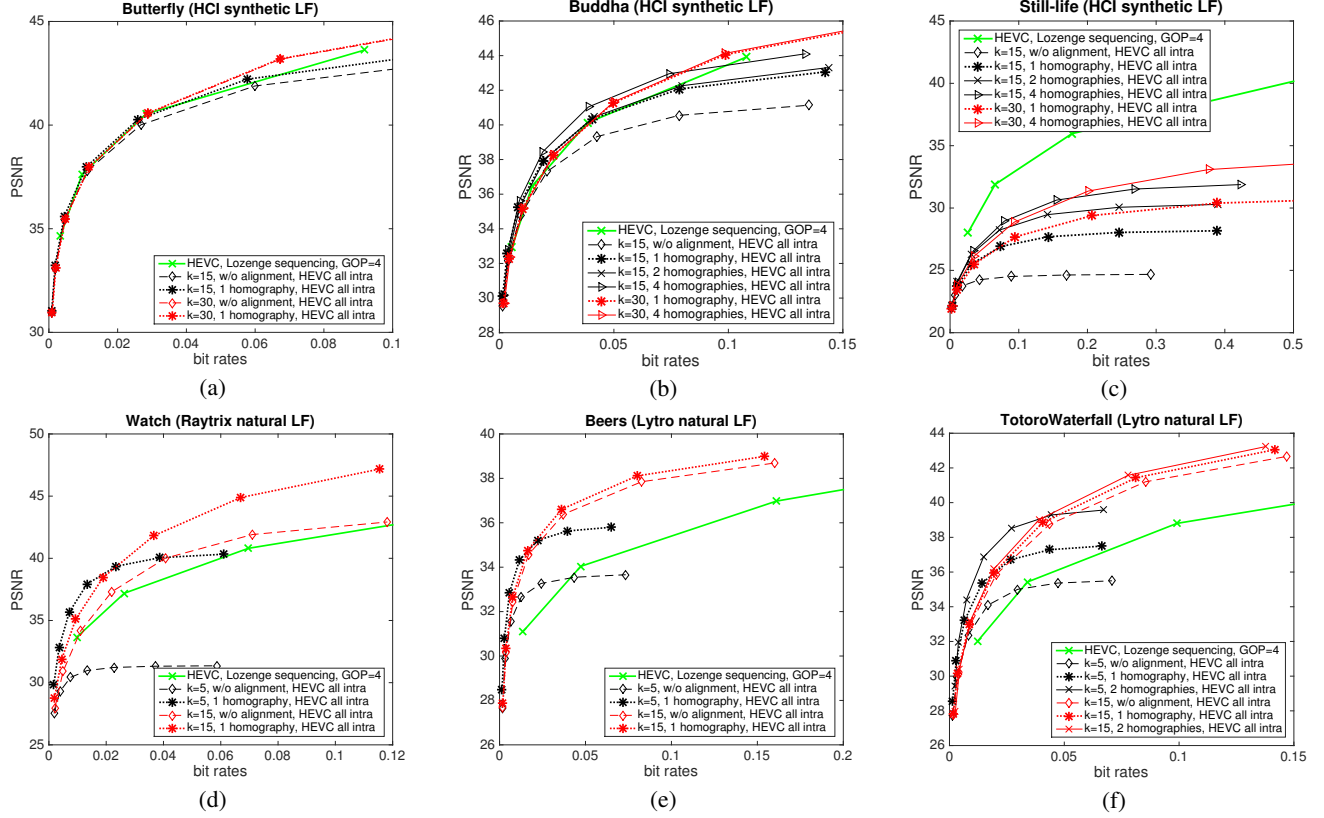 Butterfly (HCI synthetic LF)
45
40
35
30
PSNR
0
0.02
0.04
0.06
0.08
0.1
bit rates
HEVC, Lozenge sequencing, GOP=4
k=15, w/o alignment, HEVC all intra
k=15, 1 homography, HEVC all intra
k=30, w/o alignment, HEVC all intra
k=30, 1 homography, HEVC all intra
(a)
Buddha (HCI synthetic LF)
46
44
42
40
38
36
34
32
30
28
PSNR
0
0.05
0.1
0.15
bit rates
HEVC, Lozenge sequencing, GOP=4
k=15, w/o alignment, HEVC all intra
k=15, 1 homography, HEVC all intra
k=15, 2 homographies, HEVC all intra
k=15, 4 homographies, HEVC all intra
k=30, 1 homography, HEVC all intra
k=30, 4 homographies, HEVC all intra
(b)
Still-life (HCI synthetic LF)
45
40
35
30
25
20
PSNR
0
0.1
0.2
0.3
0.4
0.5
bit rates
HEVC, Lozenge sequencing, GOP=4
k=15, w/o alignment, HEVC all intra
k=15, 1 homography, HEVC all intra
k=15, 2 homographies, HEVC all intra
k=15, 4 homographies, HEVC all intra
k=30, 1 homography, HEVC all intra
k=30, 4 homographies, HEVC all intra
(c)
Watch (Raytrix natural LF)
50
45
40
35
30
25
PSNR
0
0.02
0.04
0.06
0.08
0.1
0.12
bit rates
HEVC, Lozenge sequencing, GOP=4
k=5, w/o alignment, HEVC all intra
k=5, 1 homography, HEVC all intra
k=15, w/o alignment, HEVC all intra
k=15, 1 homography, HEVC all intra
(d)
Beers (Lytro natural LF)
40
38
36
34
32
30
28
26
PSNR
0
0.05
0.1
0.15
0.2
bit rates
HEVC, Lozenge sequencing, GOP=4
k=5, w/o alignment, HEVC all intra
k=5, 1 homography, HEVC all intra
k=15, w/o alignment, HEVC all intra
k=15, 1 homography, HEVC all intra
(e)
TotoroWaterfall (Lytro natural LF)
44
42
40
38
36
34
32
30
28
26
PSNR
0
0.05
0.1
0.15
bit rates
HEVC, Lozenge sequencing, GOP=4
k=5, w/o alignment, HEVC all intra
k=5, 1 homography, HEVC all intra
k=5, 2 homographies, HEVC all intra
k=15, w/o alignment, HEVC all intra
k=15, 1 homography, HEVC all intra
k=15, 2 homographies, HEVC all intra
(f)